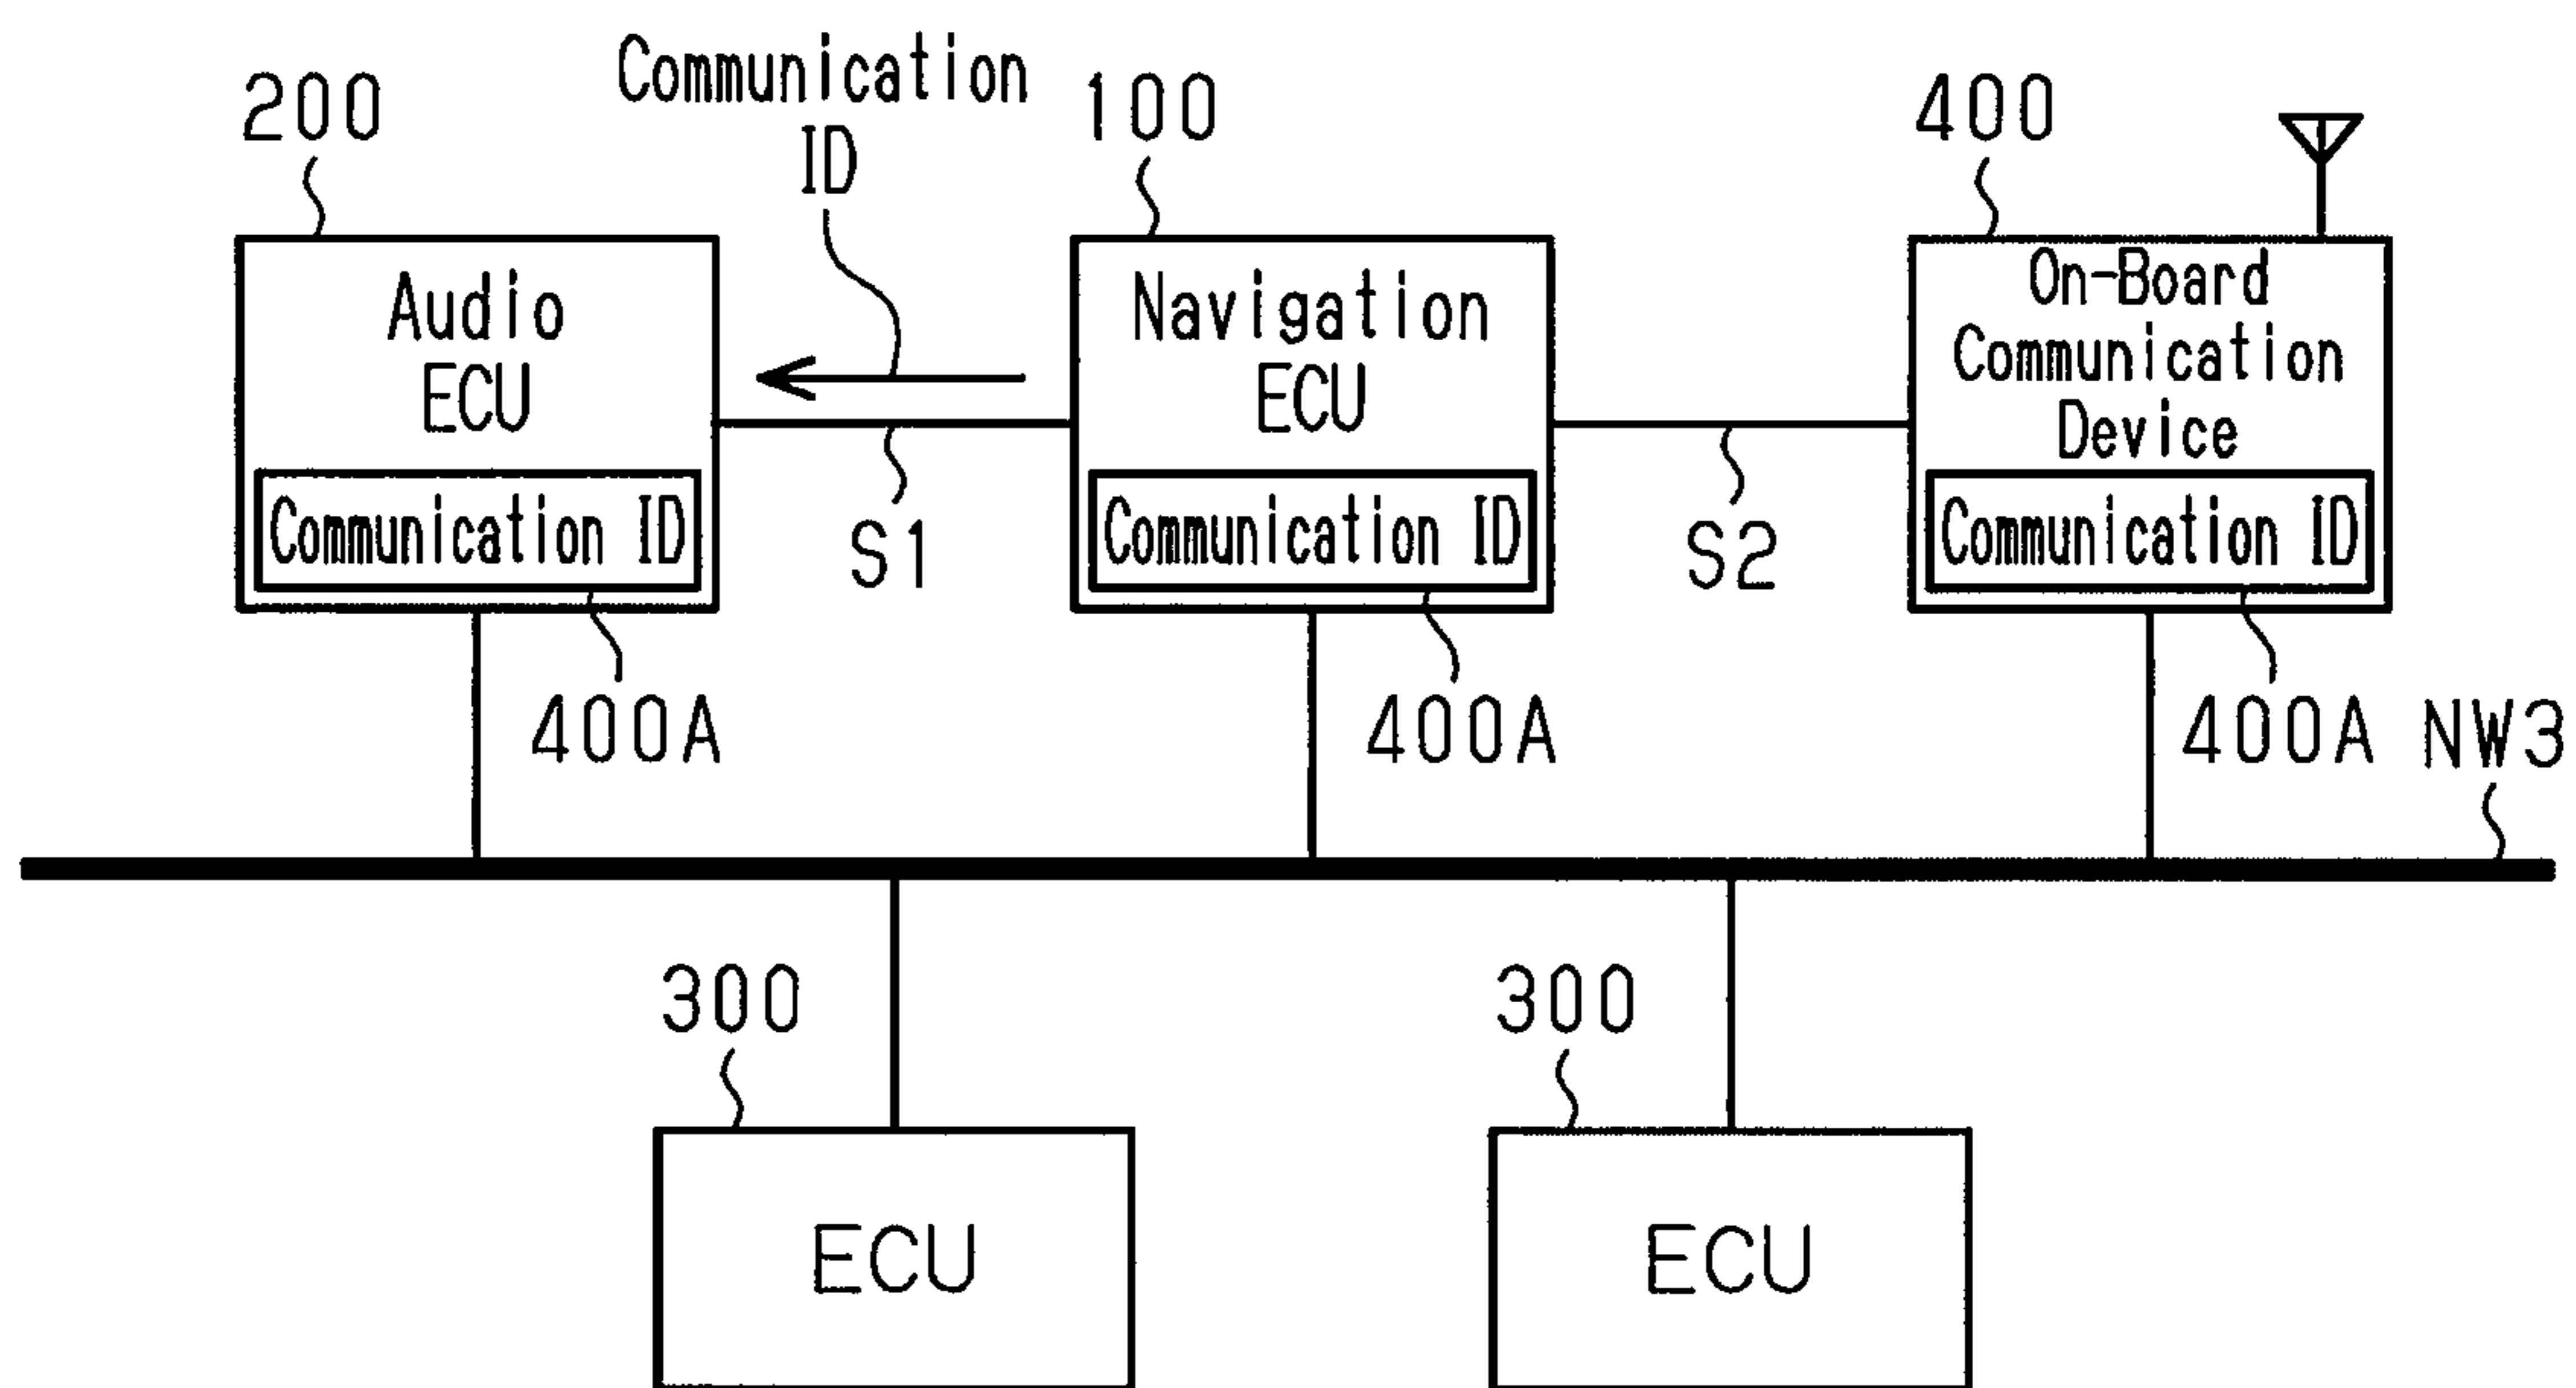 Communication
ID
200
100
400
Audio
ECU
Communication ID
Navigation
ECU
Communication ID
On-Board
Communication
Device
Communication ID
S1
S2
400A
400A
400A
NW3
300
300
ECU
ECU